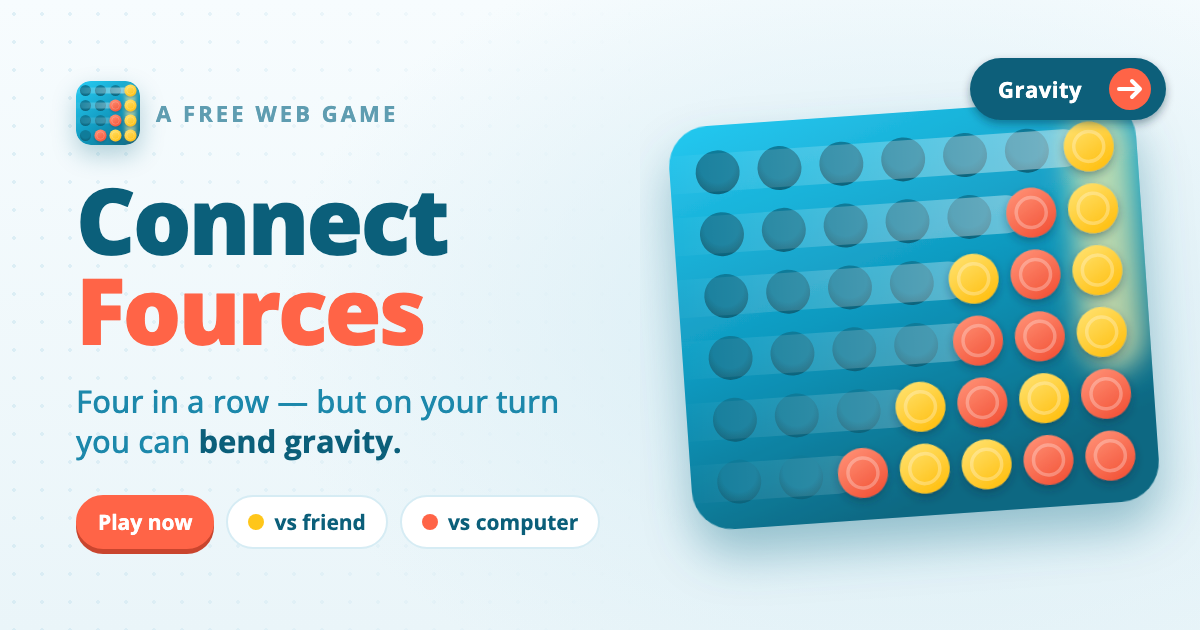 A FREE WEB GAME
Connect
Fources
Four in a row — but on your turn
you can bend gravity.
Play now
vs friend
vs computer
Gravity